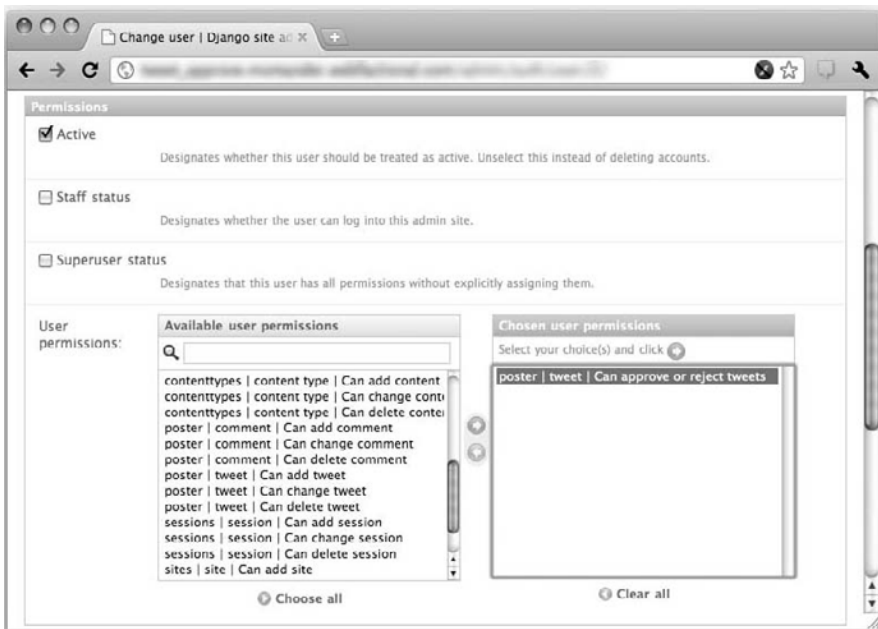 Change user | Django site ad
Permissions
Active
Designates whether this user should be treated as active. Unselect this instead of deleting accounts.
Staff status
Designates whether the user can log into this admin site.
Superuser status
Designates that this user has all permissions without explicitly assigning them.
User
permissions:
Available user permissions
contenttypes | content type | Can add content
contenttypes | content type | Can change conte
contenttypes | content type | Can delete conten
poster | comment | Can add comment
poster | comment | Can change comment
poster | comment | Can delete comment
poster | tweet | Can add tweet
poster | tweet | Can change tweet
poster | tweet | Can delete tweet
sessions | session | Can add session
sessions | session | Can change session
sessions | session | Can delete session
sites | site | Can add site
Choose all
Chosen user permissions
Select your choice(s) and click
poster | tweet | Can approve or reject tweets
Clear all